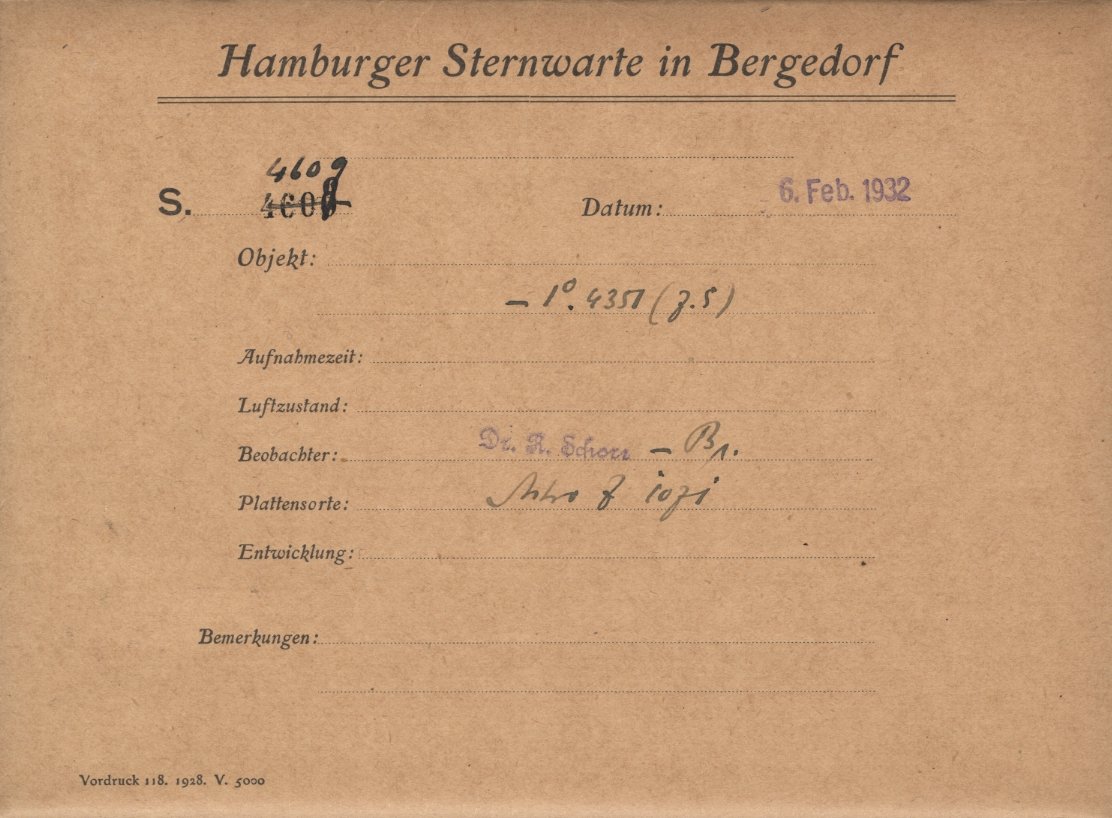 Hamburger Sternwarte in Bergedorf
4609
S. 4608 Datum: 6. Feb. 1932
Objekt:
– 1°. 4351 (7.5)
Aufnahmezeit:
Luftzustand:
Beobachter: Dr. R. Schorr –
Plattensorte:
Entwicklung:
Bemerkungen:
Vordruck 118. 1928. V. 5000